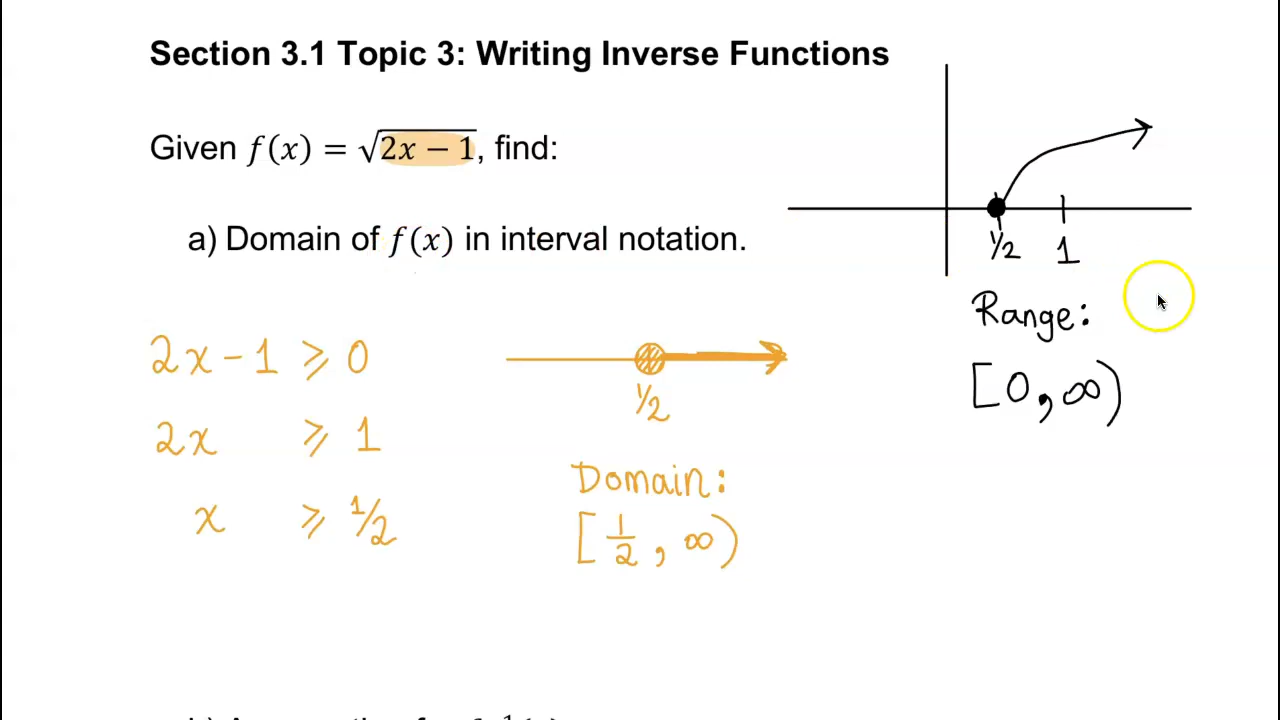 Section 3.1 Topic 3: Writing Inverse Functions
Given f(x) = √(2x − 1), find:
a) Domain of f(x) in interval notation.
½ 1
Range:
[0, ∞)
2x - 1 ⩾ 0
2x ⩾ 1
x ⩾ 1/2
½
Domain:
[1/2, ∞)